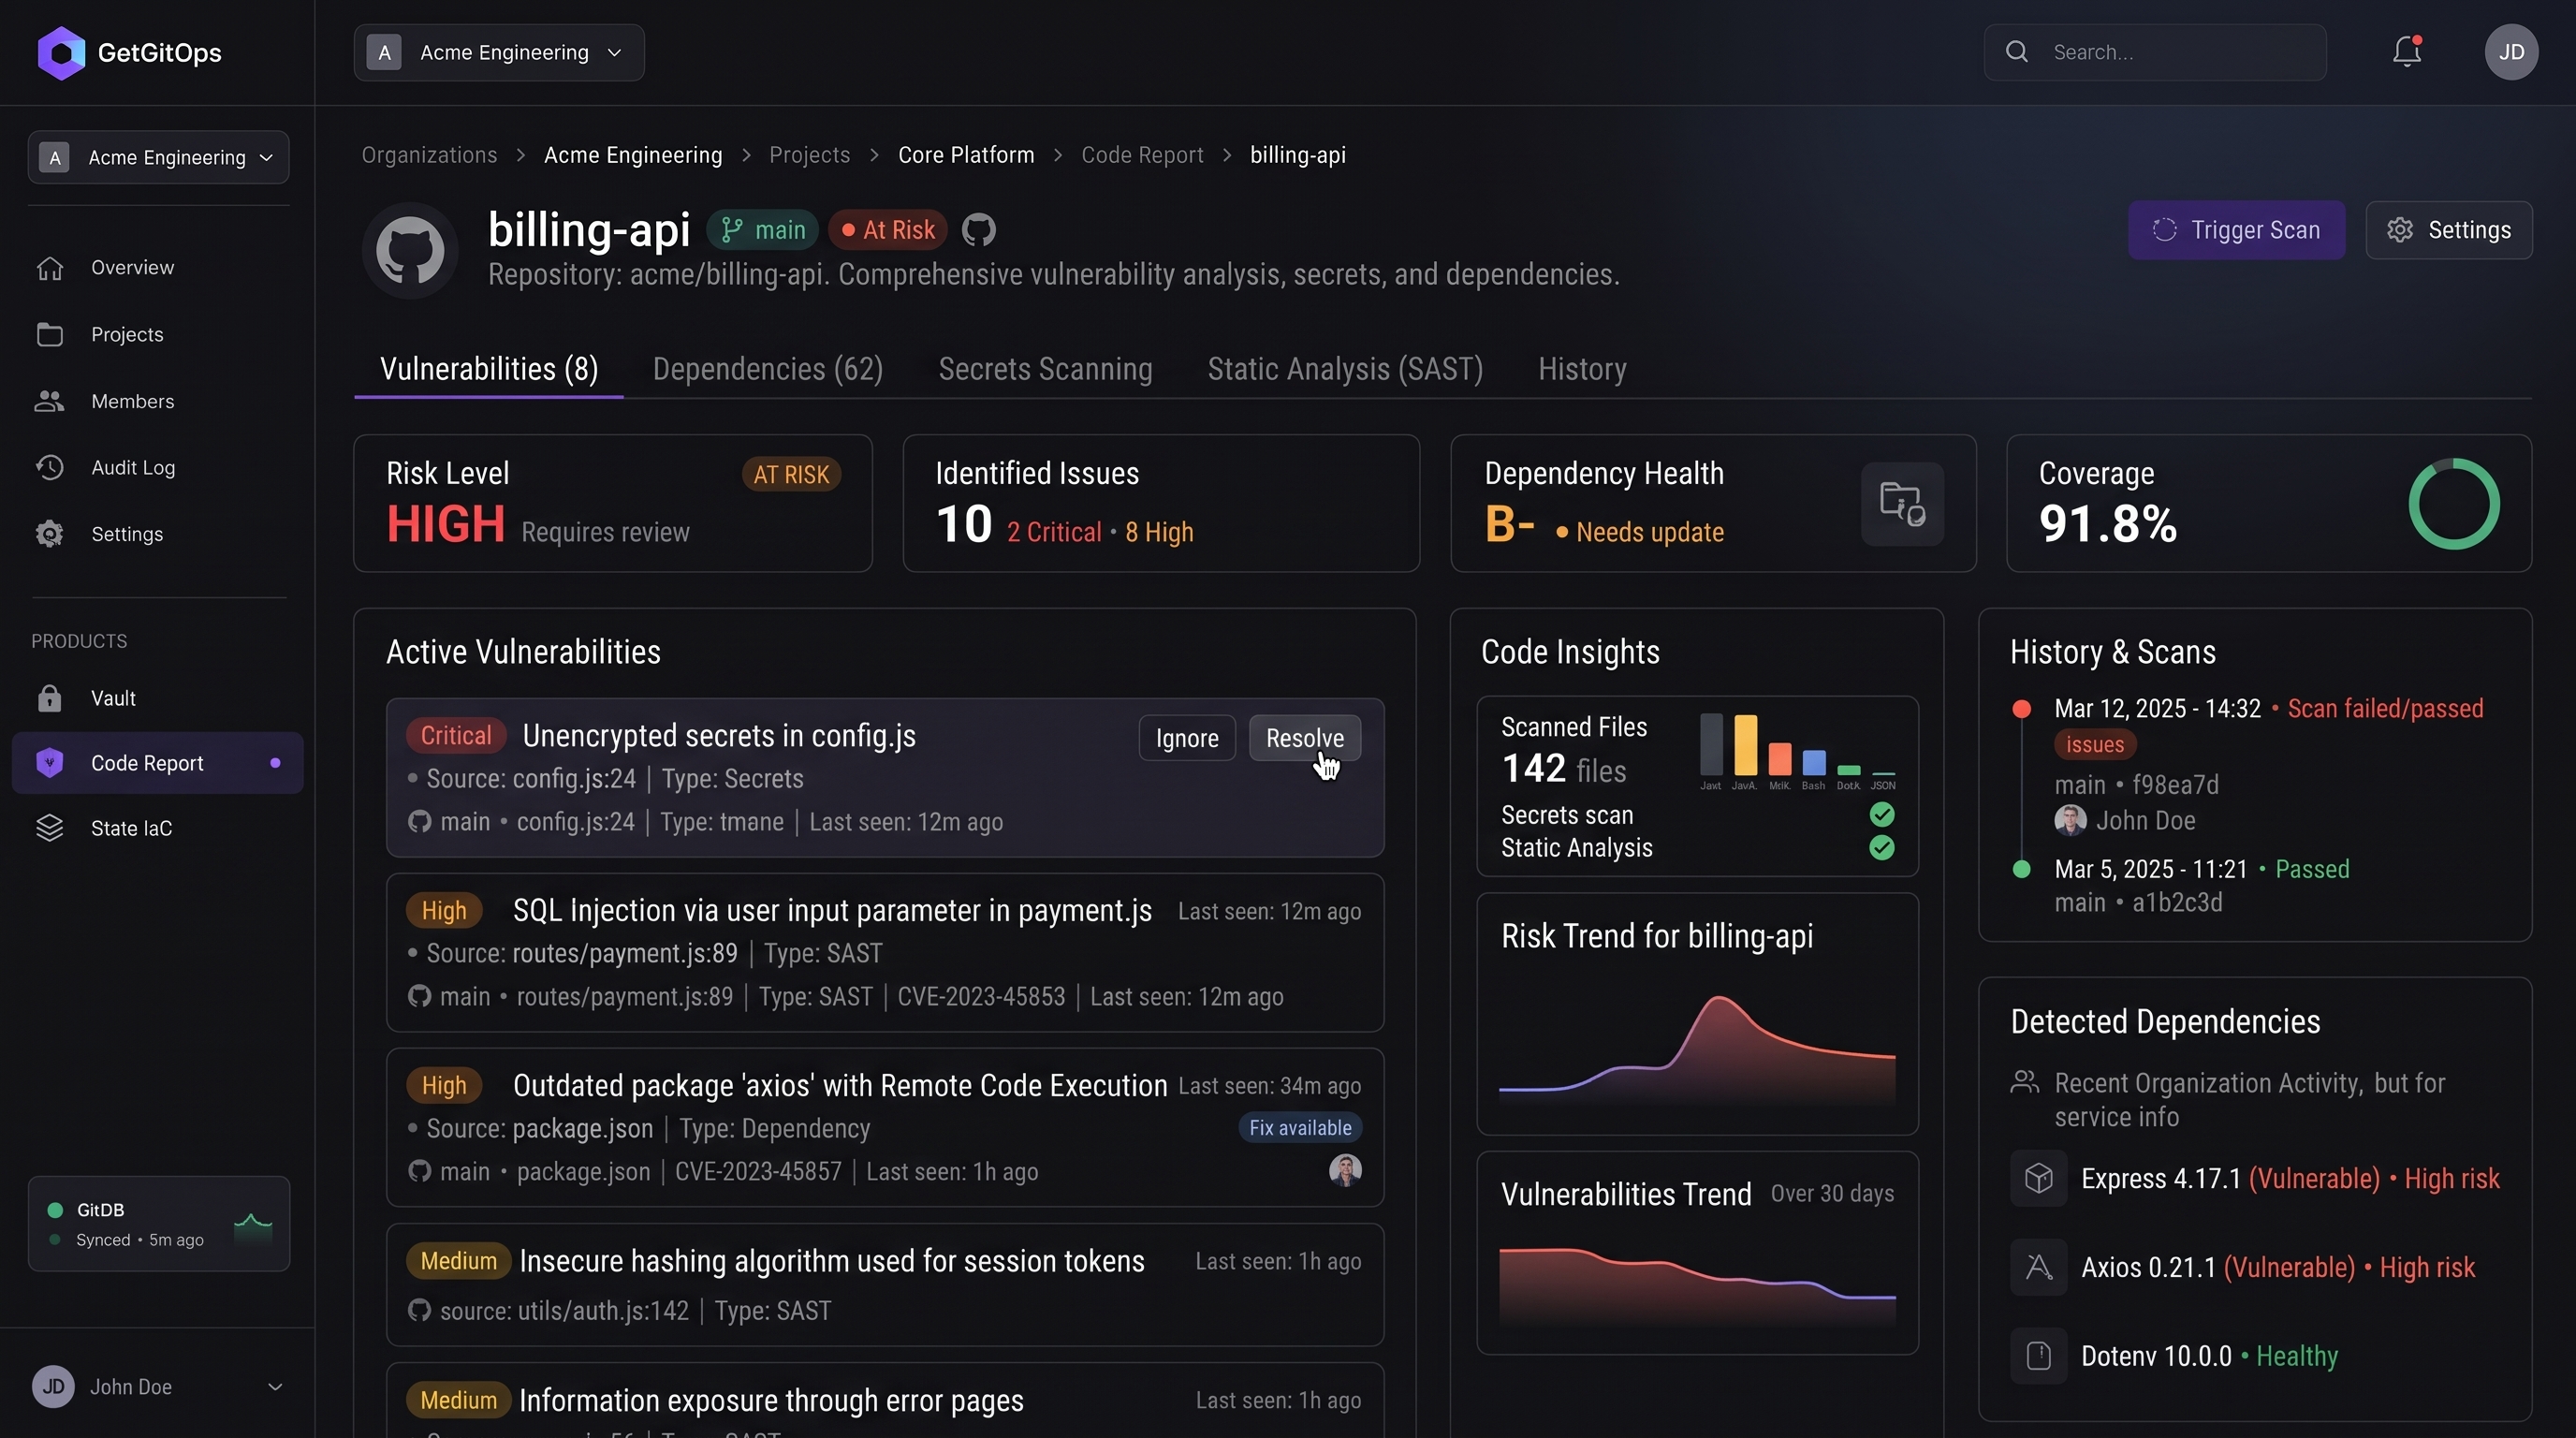 GetGitOps
A Acme Engineering
Search...
JD
A Acme Engineering
Overview
Projects
Members
Audit Log
Settings
PRODUCTS
Vault
Code Report
State IaC
GitDB
Synced • 5m ago
JD John Doe
Organizations > Acme Engineering > Projects > Core Platform > Code Report > billing-api
billing-api main At Risk
Repository: acme/billing-api. Comprehensive vulnerability analysis, secrets, and dependencies.
Trigger Scan
Settings
Vulnerabilities (8) Dependencies (62) Secrets Scanning Static Analysis (SAST) History
Risk Level AT RISK
HIGH Requires review
Identified Issues
10 2 Critical • 8 High
Dependency Health
B- • Needs update
Coverage
91.8%
Active Vulnerabilities
Critical Unencrypted secrets in config.js Ignore Resolve
• Source: config.js:24 | Type: Secrets
main • config.js:24 | Type: tmane | Last seen: 12m ago
High SQL Injection via user input parameter in payment.js Last seen: 12m ago
• Source: routes/payment.js:89 | Type: SAST
main • routes/payment.js:89 | Type: SAST | CVE-2023-45853 | Last seen: 12m ago
High Outdated package 'axios' with Remote Code Execution Last seen: 34m ago
• Source: package.json | Type: Dependency Fix available
main • package.json | CVE-2023-45857 | Last seen: 1h ago
Medium Insecure hashing algorithm used for session tokens Last seen: 1h ago
source: utils/auth.js:142 | Type: SAST
Medium Information exposure through error pages Last seen: 1h ago
Code Insights
Scanned Files
142 files
Bash JSON
Secrets scan
Static Analysis
Risk Trend for billing-api
Vulnerabilities Trend Over 30 days
History & Scans
Mar 12, 2025 - 14:32 • Scan failed/passed
issues
main • f98ea7d
John Doe
Mar 5, 2025 - 11:21 • Passed
main • a1b2c3d
Detected Dependencies
Recent Organization Activity, but for
service info
Express 4.17.1 (Vulnerable) • High risk
Axios 0.21.1 (Vulnerable) • High risk
Dotenv 10.0.0 • Healthy